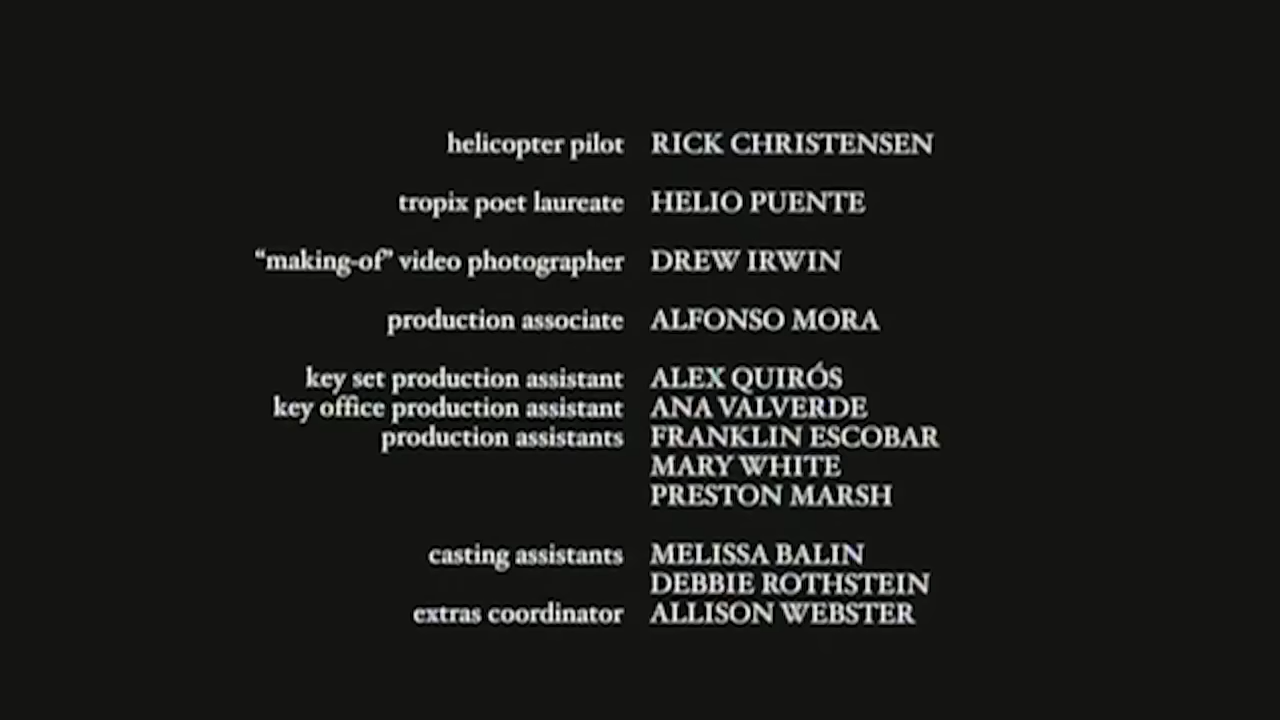 helicopter pilot RICK CHRISTENSEN
tropix poet laureate HELIO PUENTE
“making-of” video photographer DREW IRWIN
production associate ALFONSO MORA
key set production assistant ALEX QUIRÓS
key office production assistant ANA VALVERDE
production assistants FRANKLIN ESCOBAR
MARY WHITE
PRESTON MARSH
casting assistants MELISSA BALIN
DEBBIE ROTHSTEIN
extras coordinator ALLISON WEBSTER